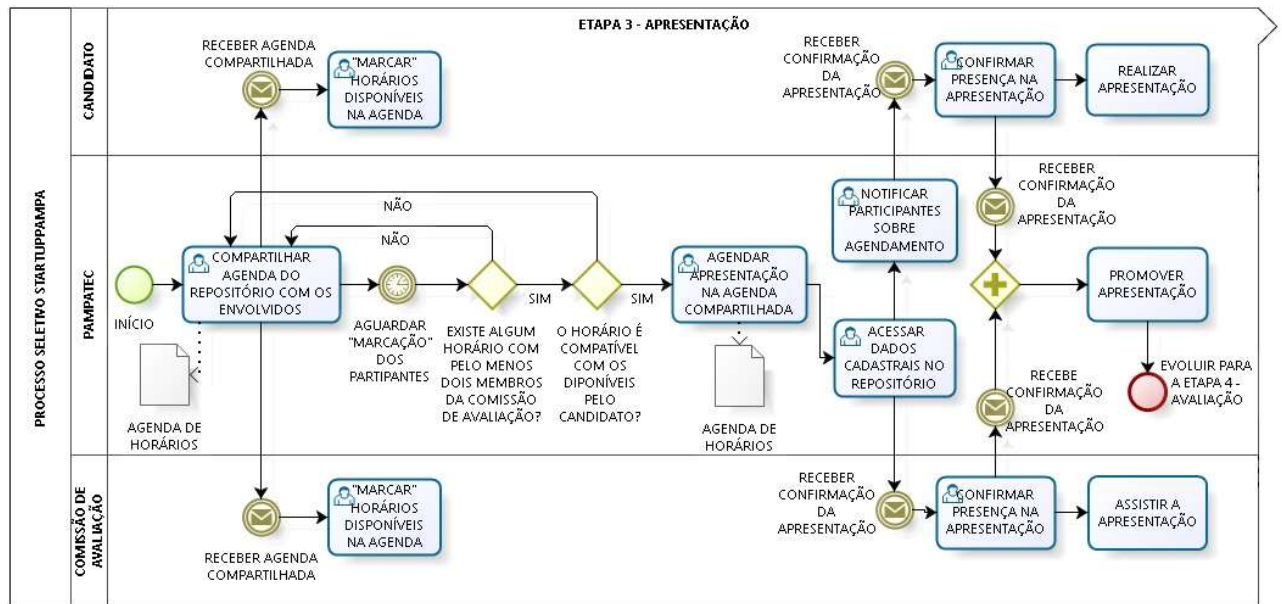 ETAPA 3 - APRESENTAÇÃO
PROCESSO SELETIVO STARTUPPAMPA
CANDIDATO
RECEBER AGENDA
COMPARTILHADA
"MARCAR"
HORÁRIOS
DISPONÍVEIS
NA AGENDA
RECEBER
CONFIRMAÇÃO
DA
APRESENTAÇÃO
CONFIRMAR
PRESENÇA NA
APRESENTAÇÃO
REALIZAR
APRESENTAÇÃO
PAMPATEC
INÍCIO
COMPARTILHAR
AGENDA DO
REPOSITÓRIO COM OS
ENVOLVIDOS
AGENDA DE
HORÁRIOS
NÃO
NÃO
AGUARDAR
"MARCAÇÃO"
DOS
PARTIPANTES
EXISTE ALGUM
HORÁRIO COM
PELO MENOS
DOIS MEMBROS
DA COMISSÃO
DE AVALIAÇÃO?
SIM
O HORÁRIO É
COMPATÍVEL
COM OS
DIPONÍVEIS
PELO
CANDIDATO?
SIM
AGENDAR
APRESENTAÇÃO
NA AGENDA
COMPARTILHADA
AGENDA DE
HORÁRIOS
NOTIFICAR
PARTICIPANTES
SOBRE
AGENDAMENTO
ACESSAR
DADOS
CADASTRAIS NO
REPOSITÓRIO
RECEBER
CONFIRMAÇÃO
DA
APRESENTAÇÃO
PROMOVER
APRESENTAÇÃO
RECEBE
CONFIRMAÇÃO
DA
APRESENTAÇÃO
EVOLUIR PARA
A ETAPA 4 -
AVALIAÇÃO
COMISSÃO DE
AVALIAÇÃO
RECEBER AGENDA
COMPARTILHADA
"MARCAR"
HORÁRIOS
DISPONÍVEIS
NA AGENDA
RECEBER
CONFIRMAÇÃO
DA
APRESENTAÇÃO
CONFIRMAR
PRESENÇA NA
APRESENTAÇÃO
ASSISTIR A
APRESENTAÇÃO